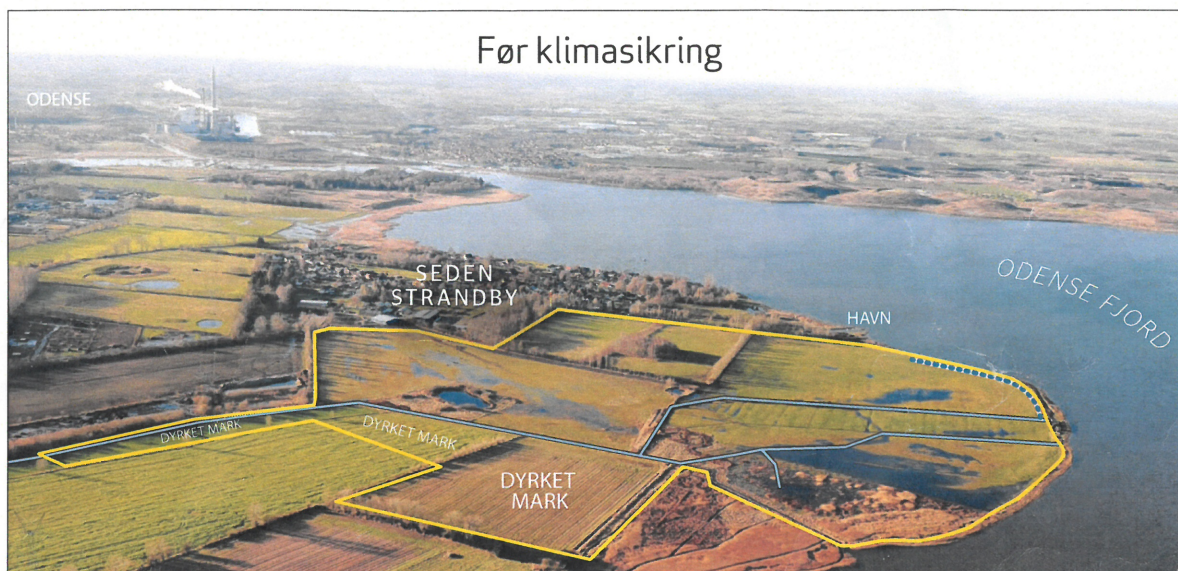 Før klimasikring
ODENSE
SEDEN
STRANDBY
HAVN
ODENSE FJORD
DYRKET MARK
DYRKET MARK
DYRKET
MARK